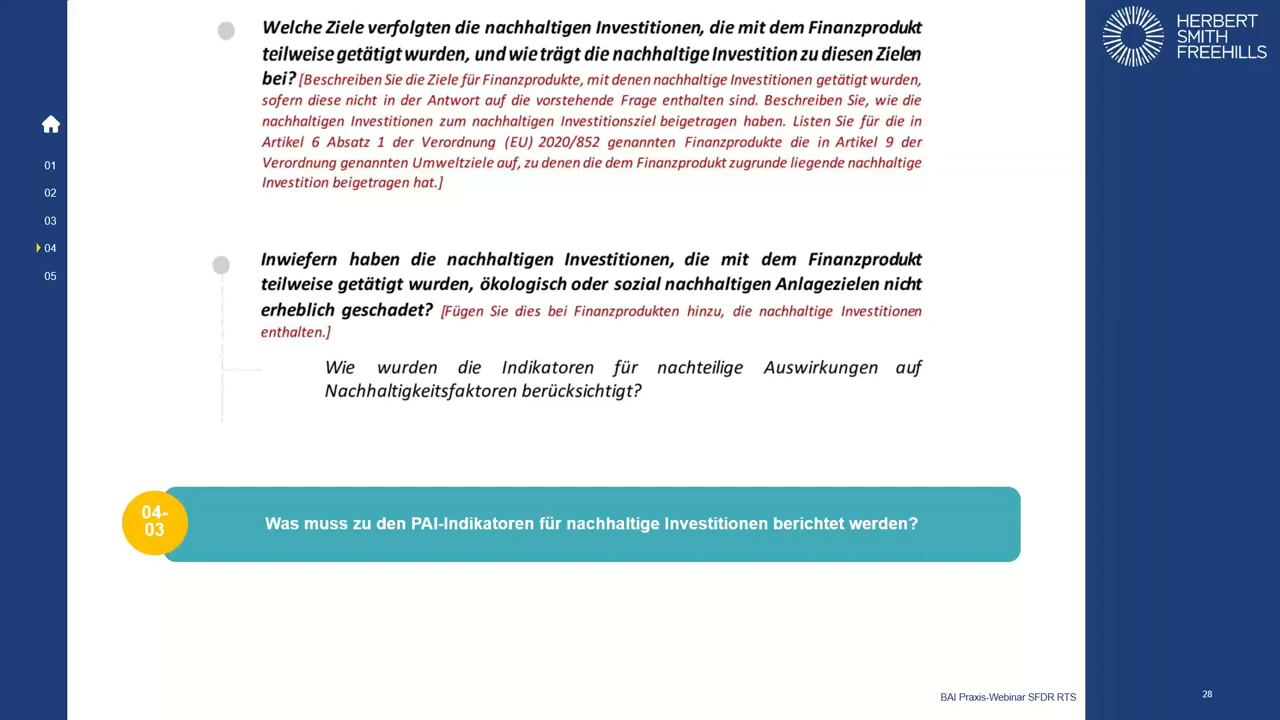 Welche Ziele verfolgten die nachhaltigen Investitionen, die mit dem Finanzprodukt
teilweise getätigt wurden, und wie trägt die nachhaltige Investition zu diesen Zielen
bei? [Beschreiben Sie die Ziele für Finanzprodukte, mit denen nachhaltige Investitionen getätigt wurden,
sofern diese nicht in der Antwort auf die vorstehende Frage enthalten sind. Beschreiben Sie, wie die
nachhaltigen Investitionen zum nachhaltigen Investitionsziel beigetragen haben. Listen Sie für die in
Artikel 6 Absatz 1 der Verordnung (EU) 2020/852 genannten Finanzprodukte die in Artikel 9 der
Verordnung genannten Umweltziele auf, zu denen die dem Finanzprodukt zugrunde liegende nachhaltige
Investition beigetragen hat.]
HERBERT
SMITH
FREEHILLS
01
02
03
04
05
Inwiefern haben die nachhaltigen Investitionen, die mit dem Finanzprodukt
teilweise getätigt wurden, ökologisch oder sozial nachhaltigen Anlagezielen nicht
erheblich geschadet? [Fügen Sie dies bei Finanzprodukten hinzu, die nachhaltige Investitionen
enthalten.]
Wie wurden die Indikatoren für nachteilige Auswirkungen auf
Nachhaltigkeitsfaktoren berücksichtigt?
04-
03
Was muss zu den PAI-Indikatoren für nachhaltige Investitionen berichtet werden?
BAI Praxis-Webinar SFDR RTS
28